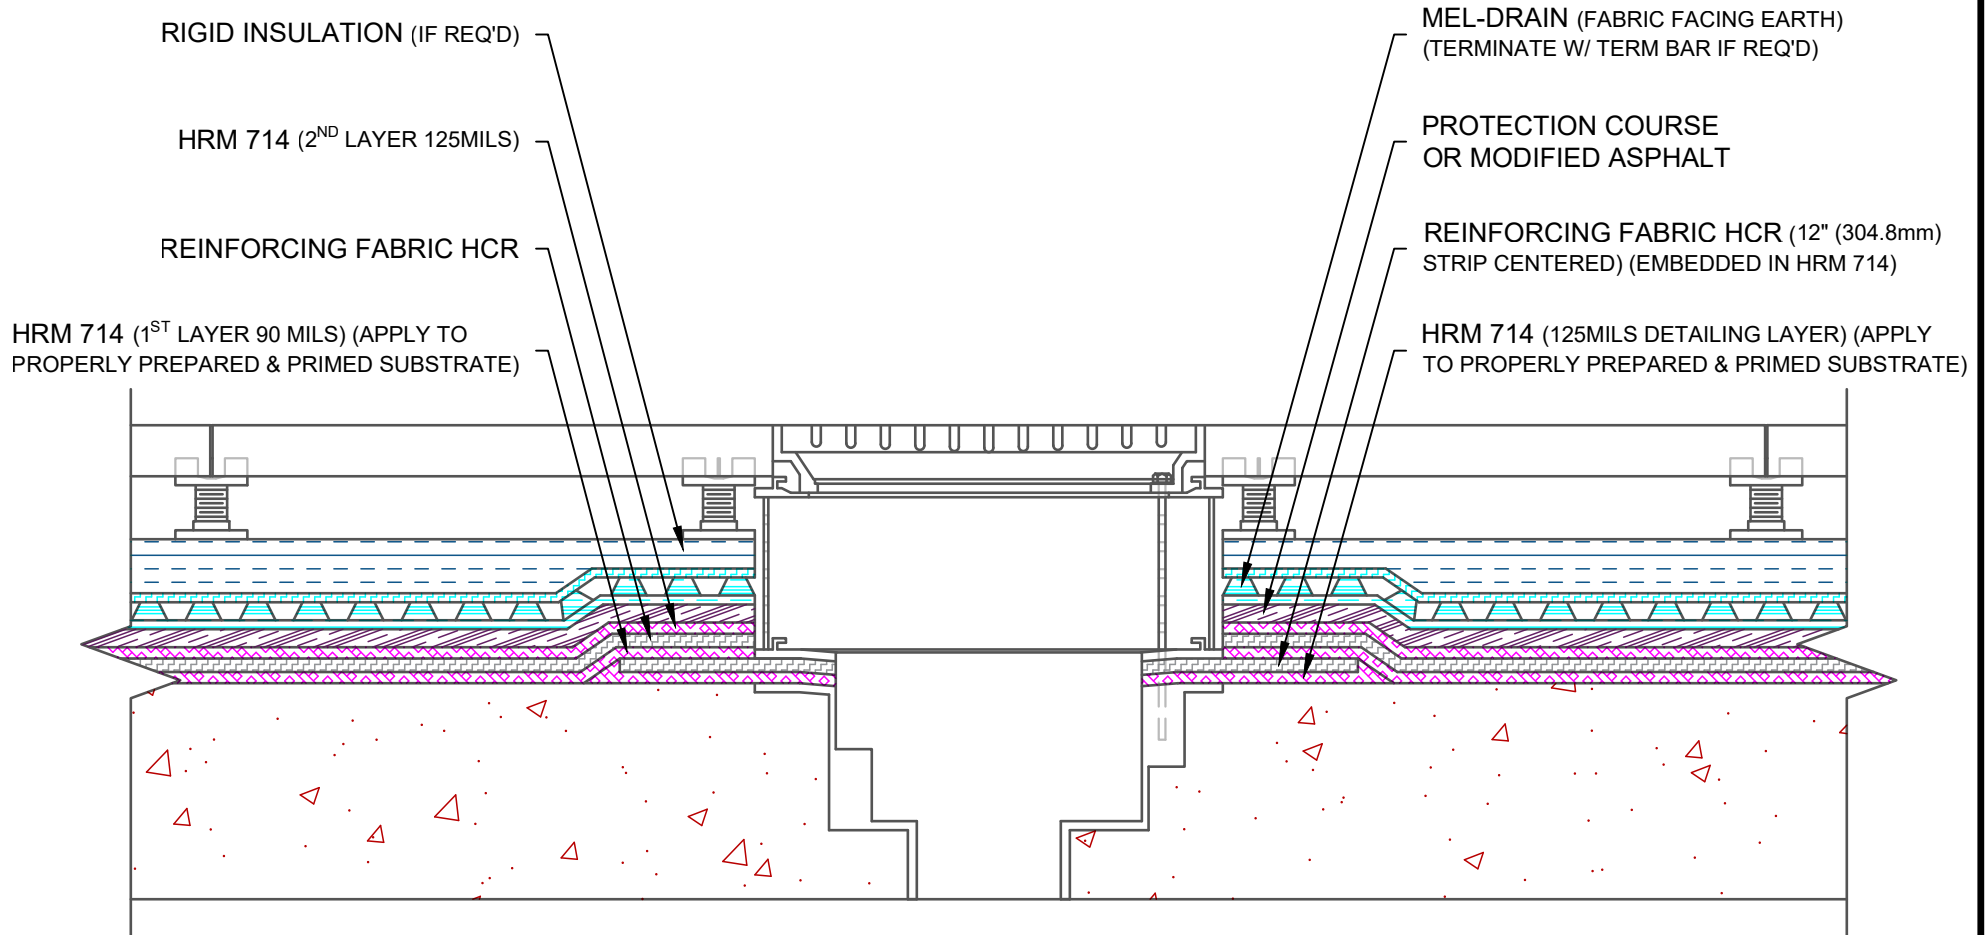 RIGID INSULATION (IF REQ'D)
HRM 714 (2ND LAYER 125MILS)
REINFORCING FABRIC HCR
HRM 714 (1ST LAYER 90 MILS) (APPLY TO
PROPERLY PREPARED & PRIMED SUBSTRATE)
MEL-DRAIN (FABRIC FACING EARTH)
(TERMINATE W/ TERM BAR IF REQ'D)
PROTECTION COURSE
OR MODIFIED ASPHALT
REINFORCING FABRIC HCR (12" (304.8mm)
STRIP CENTERED) (EMBEDDED IN HRM 714)
HRM 714 (125MILS DETAILING LAYER) (APPLY
TO PROPERLY PREPARED & PRIMED SUBSTRATE)